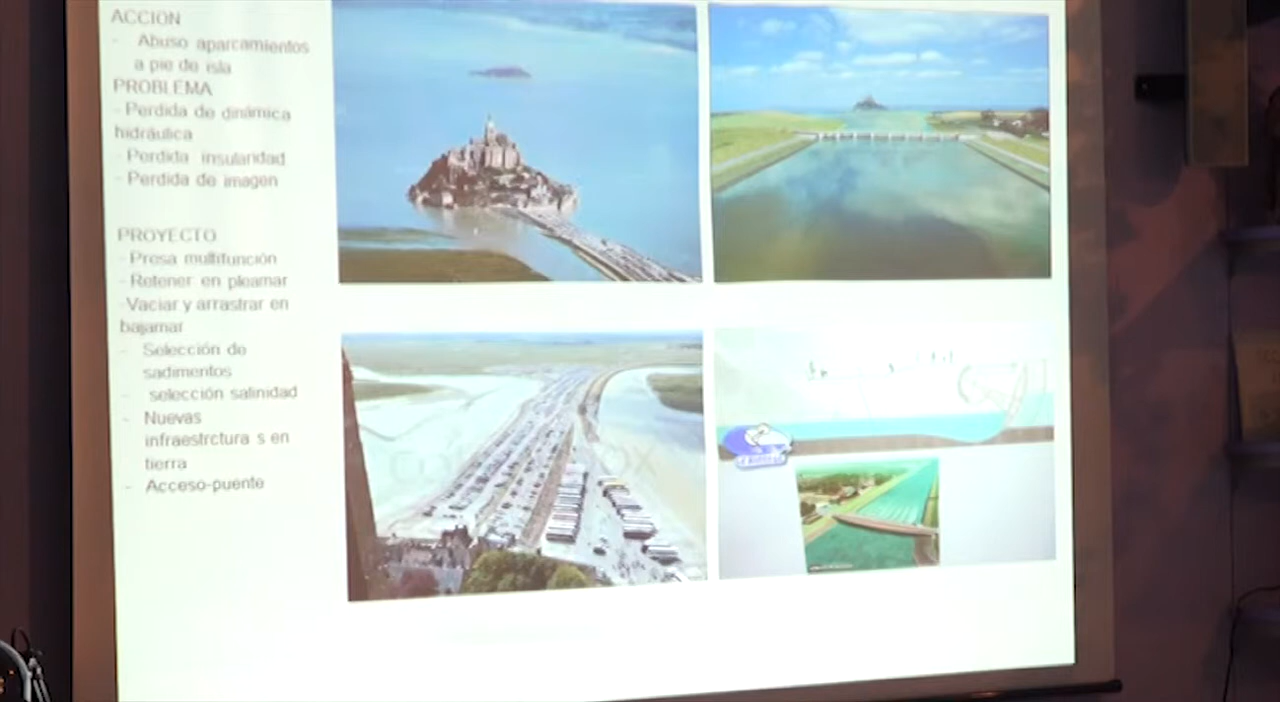 ACCION
- Abuso aparcamientos
a pie de isla
PROBLEMA
- Perdida de dinámica
hidráulica
- Perdida insularidad
- Perdida de imagen
PROYECTO
- Presa multifunción
- Retener en pleamar
- Vaciar y arrastrar en
bajamar
- Selección de
sadimentos
- selección salinidad
- Nuevas
infraestrctura s en
tierra
- Acceso-puente